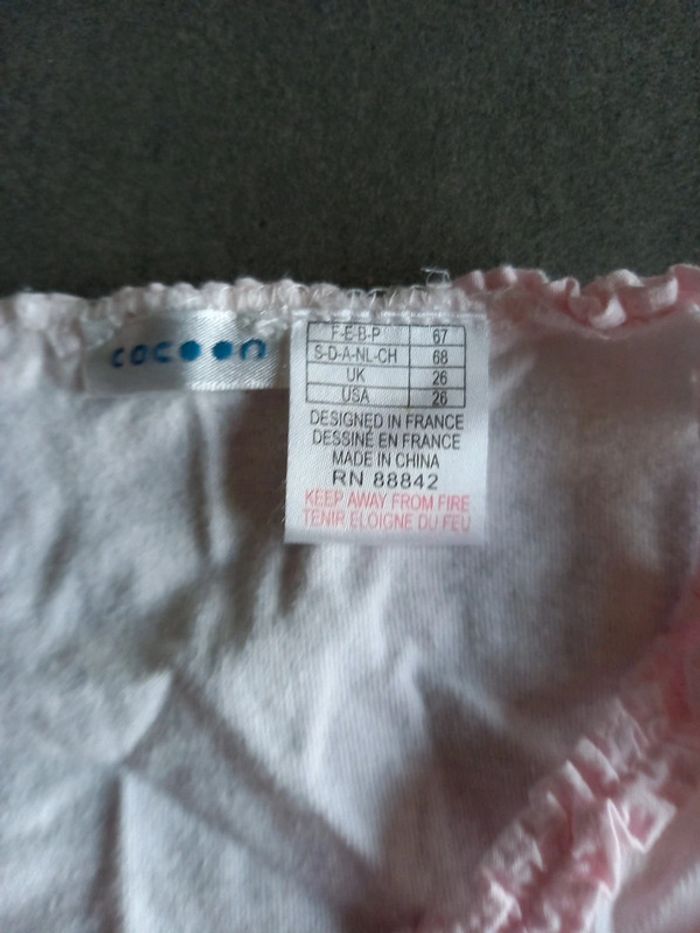 cocoon
F-E-B-P 67
S-D-A-NL-CH 68
UK 26
USA 26
DESIGNED IN FRANCE
DESSINÉ EN FRANCE
MADE IN CHINA
RN 88842
KEEP AWAY FROM FIRE
TENIR ELOIGNE DU FEU